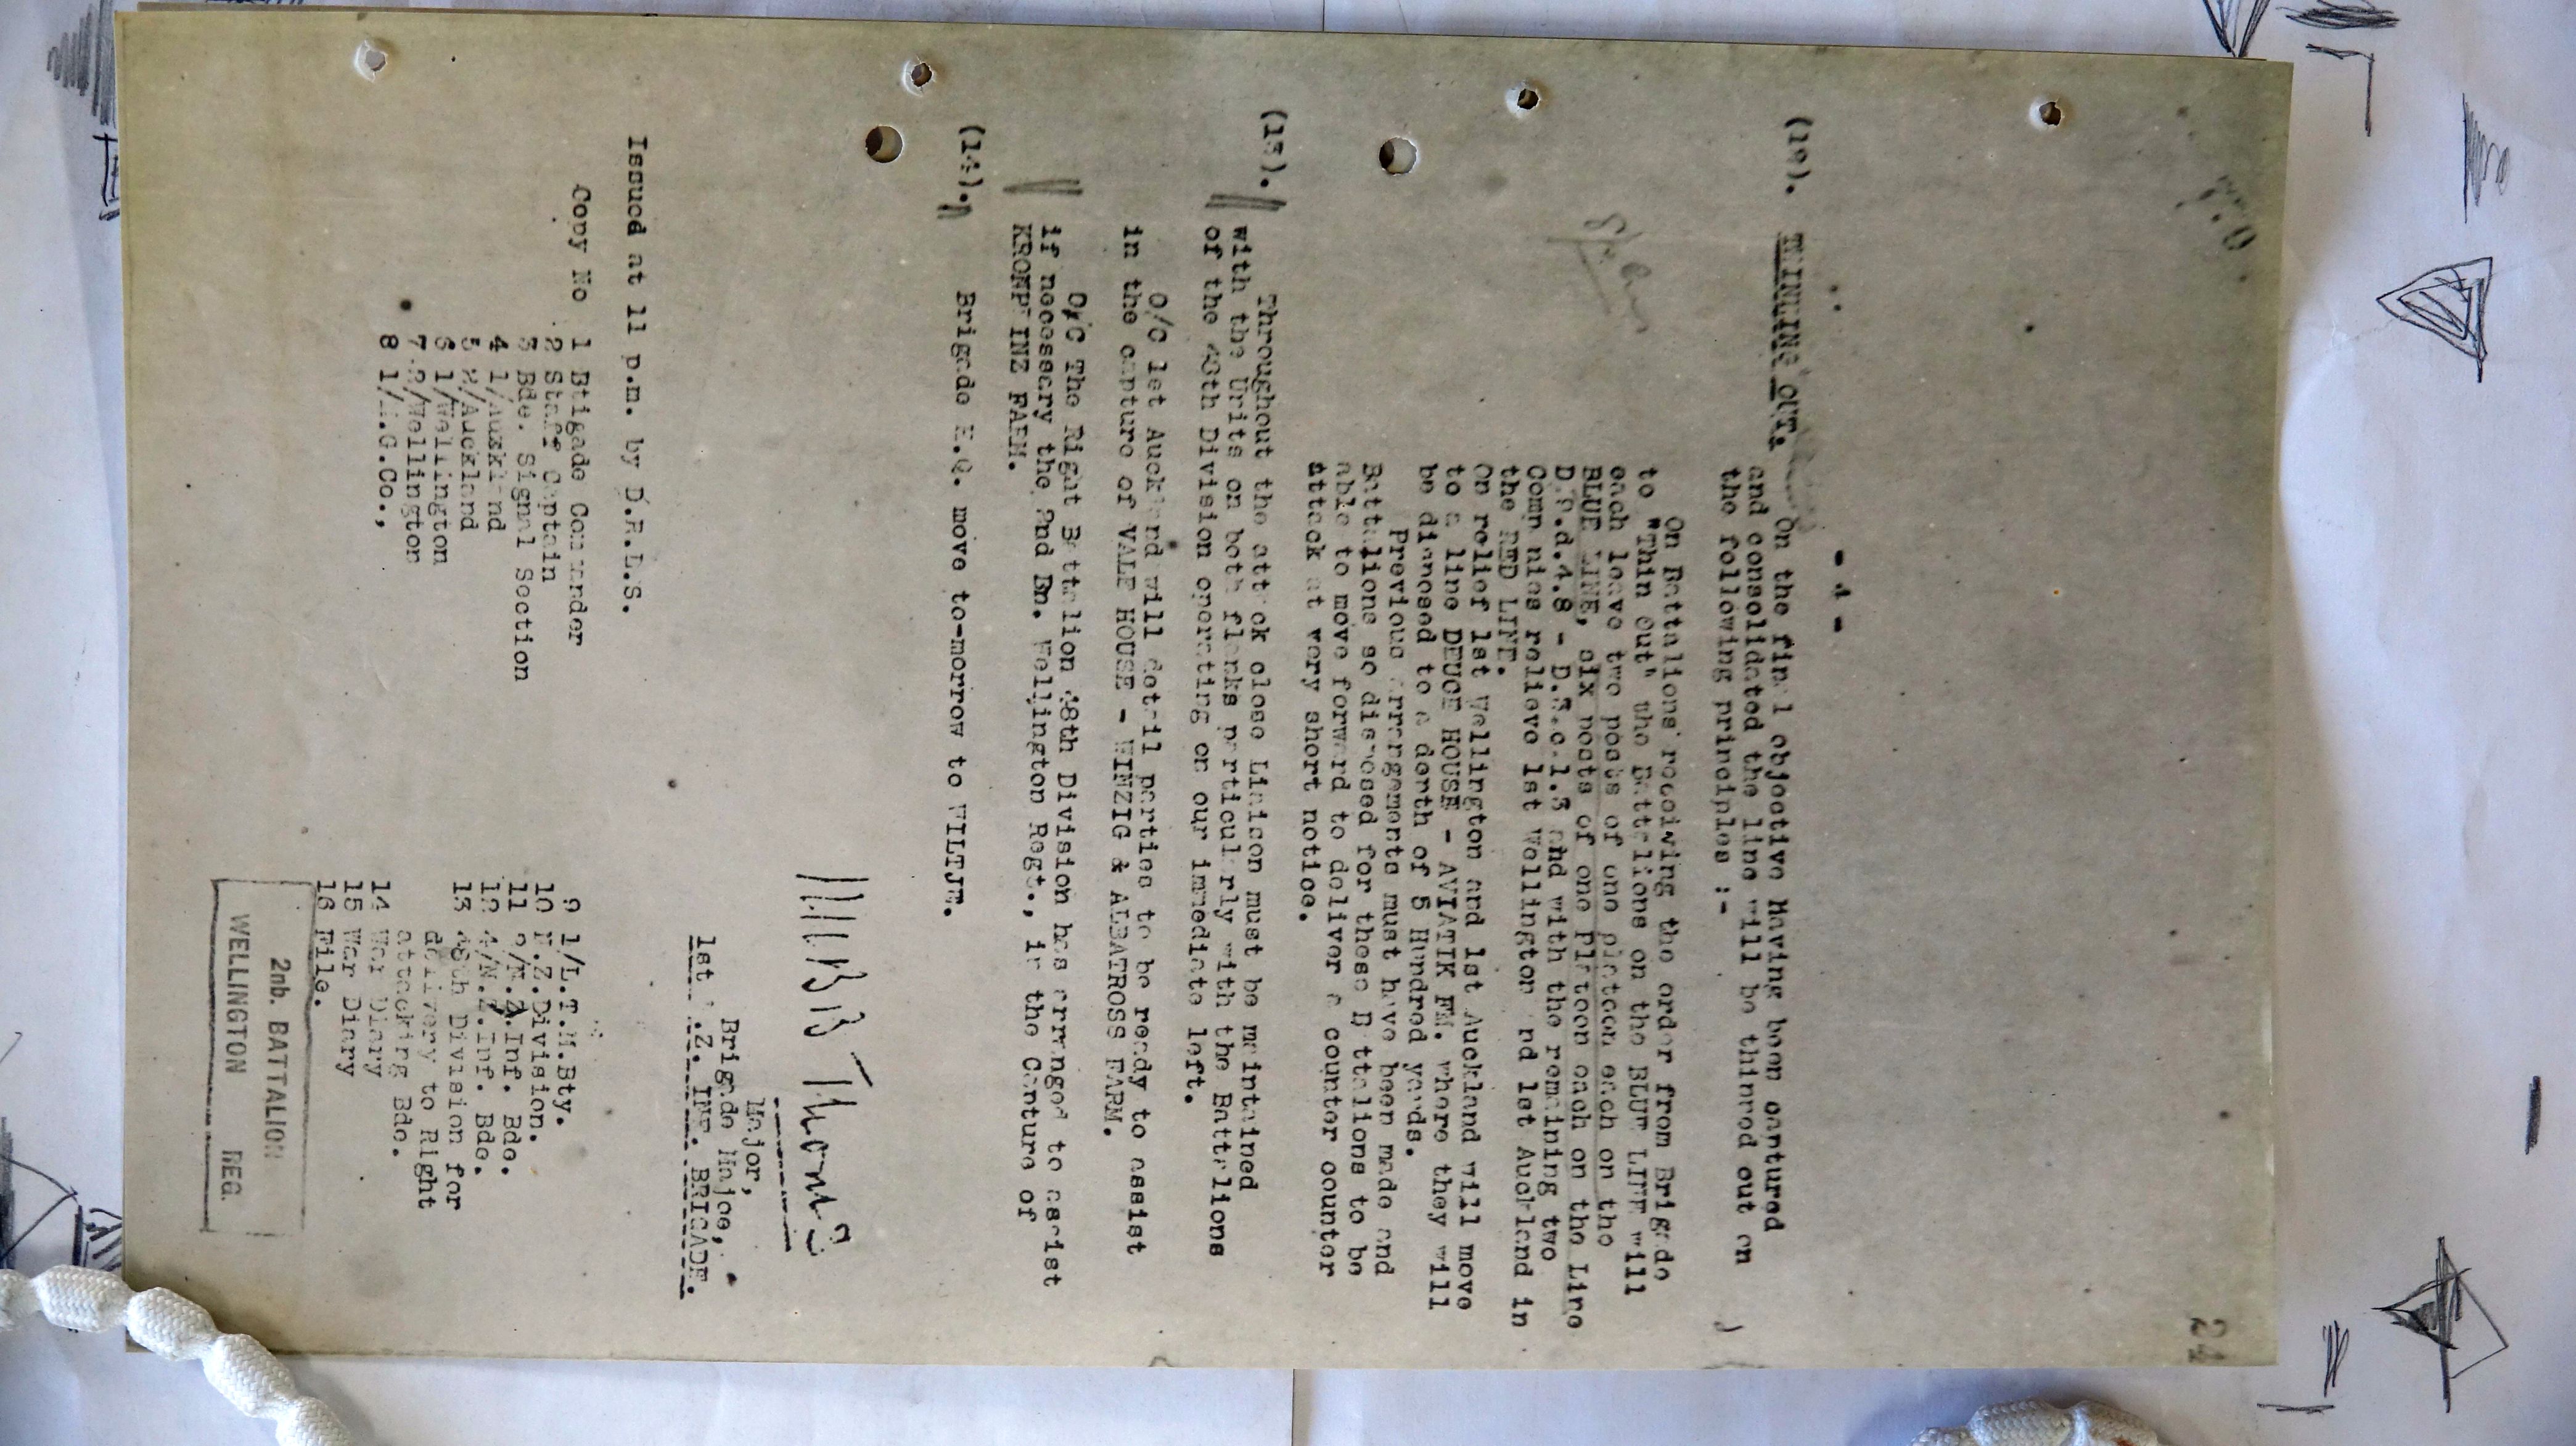 24
- 4 -
(12). THINING OUT. On the final objective Having been captured
and consolidated the line will be thinned out on
the following principles :-
On Battalions receiving the order from Brigade
to "Thin out" the Battalions on the BLUE LINE will
each leave two posts of one platoon each on the
BLUE LINE, six posts of one platoon each on the Line
D.3.c.1.3 and with the remaining two
Companies relieve 1st Wellington and 1st Auckland in
the RED LINE.
On relief 1st Wellington and 1st Auckland will move
to a line DEUCE HOUSE - AVIATIK FM. where they will
be disposed to a depth of 5 Hundred yards.
Previous arrangements must have been made and
Battalions so disposed for these Battalions to be
able to move forward to deliver a counter counter
attack at very short notice.
(13). Throughout the attack close Liaison must be maintained
with the Units on both flanks particularly with the Battalions
of the 48th Division operating on our immediate left.
O/C 1st Auckland will detail parties to be ready to assist
in the capture of VALE HOUSE - WINZIG & ALBATROSS FARM.
O/C The Right Battalion 48th Division has arranged to assist
if necessary the 2nd Bn. Wellington Regt., in the Capture of
KRONPRINZ FARM.
(14). Brigade H.Q. move to-morrow to WILTJE.
Major,
Brigade Majoe,
1st N.Z. INF. BRIGADE.
Issued at 11 p.m. by D.R.L.S.
Copy No 1 Btigade Commander
2 Staff Captain
3 Bde. Signal Section
4 1/Auckland
5 2/Auckland
6 1/Wellington
7 2/Wellington
8 1/M.G.Co.,
9 1/L.T.M.Bty.
10 N.Z.Division.
11 2/N.Z.Inf. Bde.
12 4/N.Z.Inf. Bde.
13 48th Division for
delivery to Right
attacking Bde.
14 War Diary
15 War Diary
16 File.
2nb. BATTALION
WELLINGTON REG.